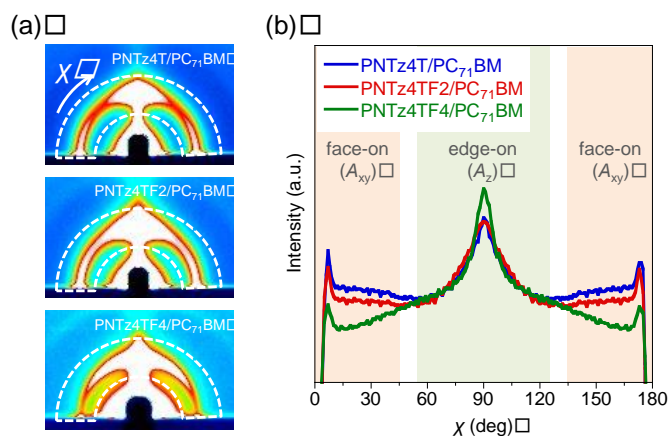 (a)□
χ□
PNTz4T/PC71BM□
PNTz4TF2/PC71BM□
PNTz4TF4/PC71BM□
(b)□
PNTz4T/PC71BM
PNTz4TF2/PC71BM
PNTz4TF4/PC71BM
face-on
(Axy)□
edge-on
(Az)□
face-on
(Axy)□
Intensity (a.u.)
0 30 60 90 120 150 180
χ (deg)□